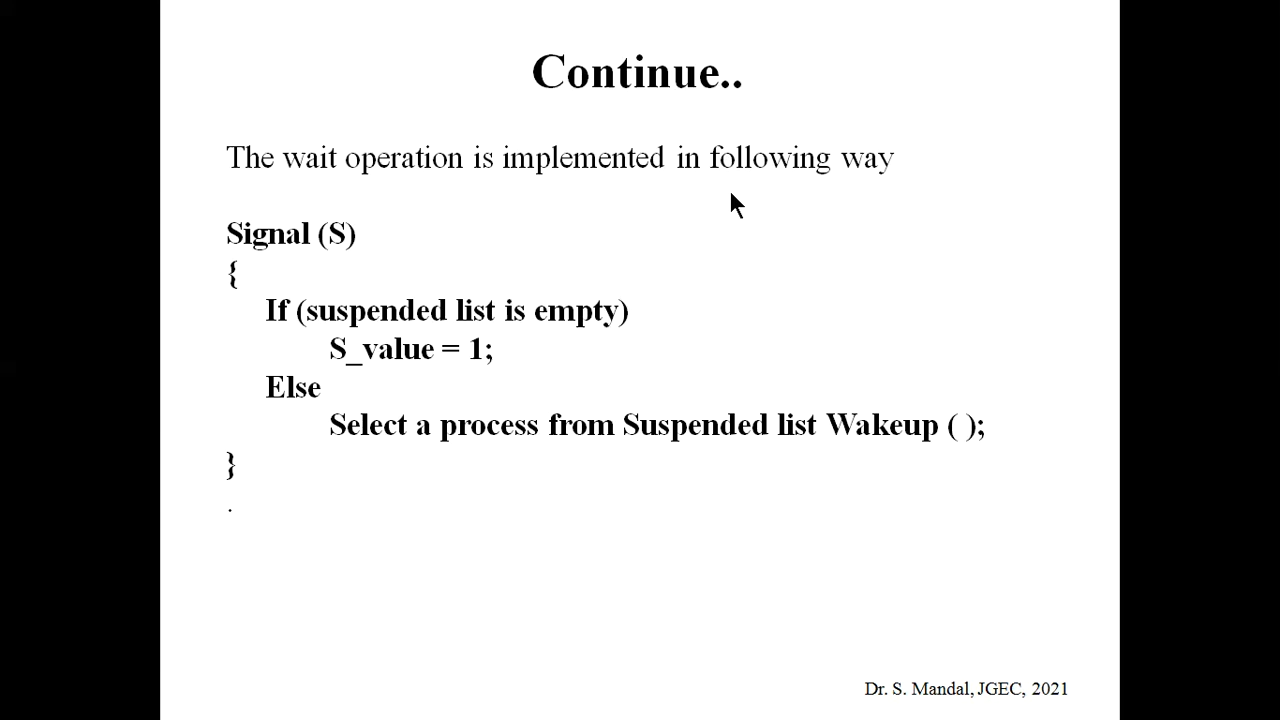 Continue..
The wait operation is implemented in following way
Signal (S)
{
If (suspended list is empty)
S_value = 1;
Else
Select a process from Suspended list Wakeup ( );
}
.
Dr. S. Mandal, JGEC, 2021